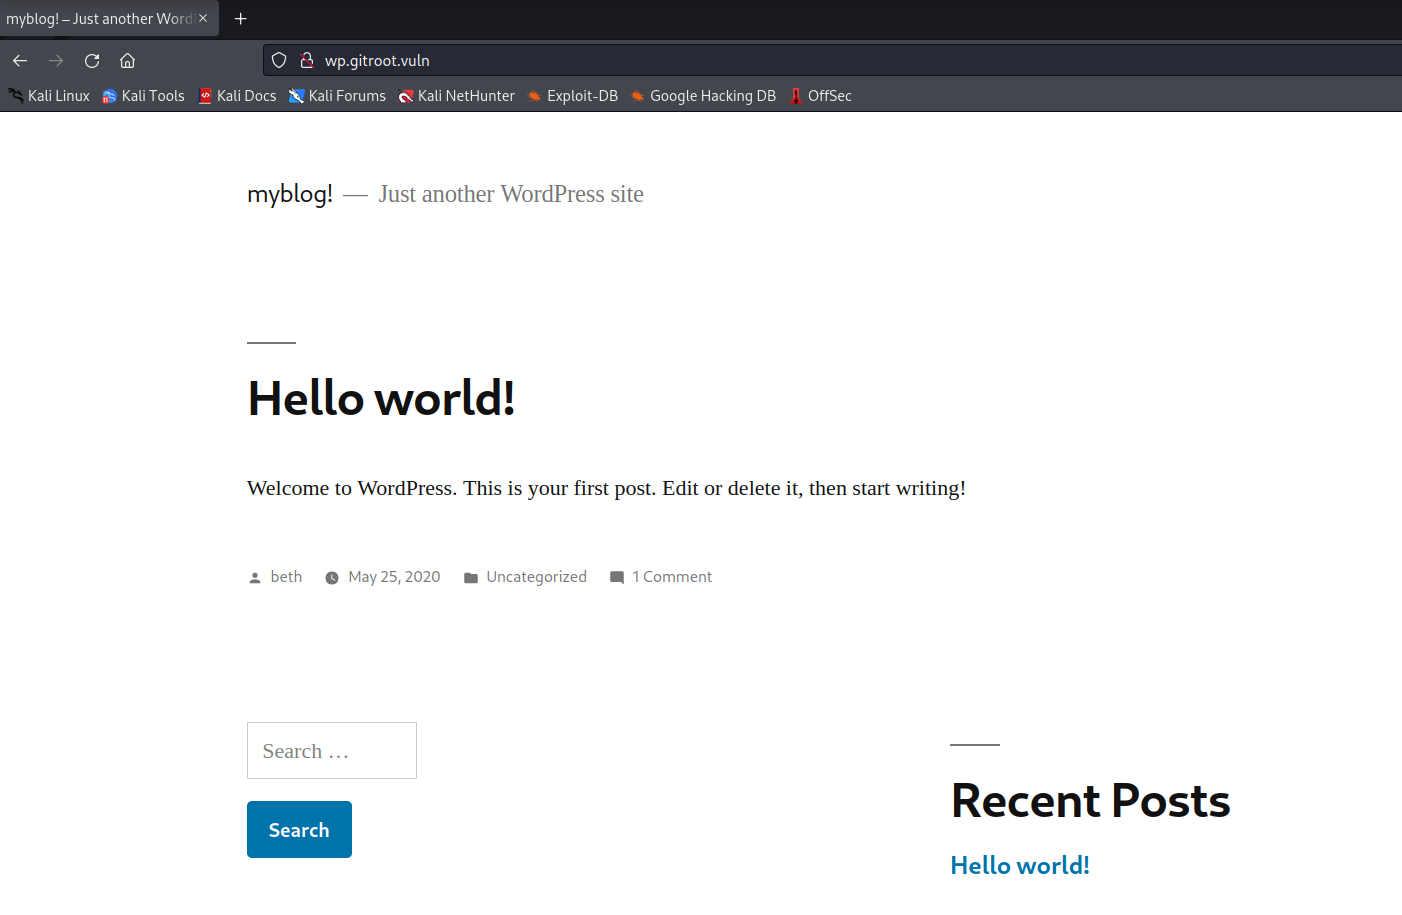 myblog! – Just another Word
wp.gitroot.vuln
Kali Linux Kali Tools Kali Docs Kali Forums Kali NetHunter Exploit-DB Google Hacking DB OffSec
myblog! — Just another WordPress site
Hello world!
Welcome to WordPress. This is your first post. Edit or delete it, then start writing!
beth May 25, 2020 Uncategorized 1 Comment
Search …
Search
Recent Posts
Hello world!